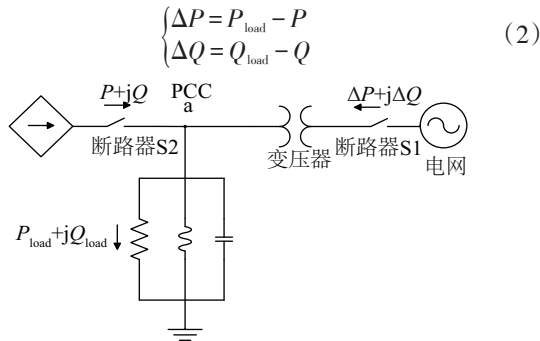 ΔP = P_load − P
ΔQ = Q_load − Q
(2)
P+jQ
PCC
a
ΔP+jΔQ
断路器S2
变压器
断路器S1
电网
P_load+jQ_load